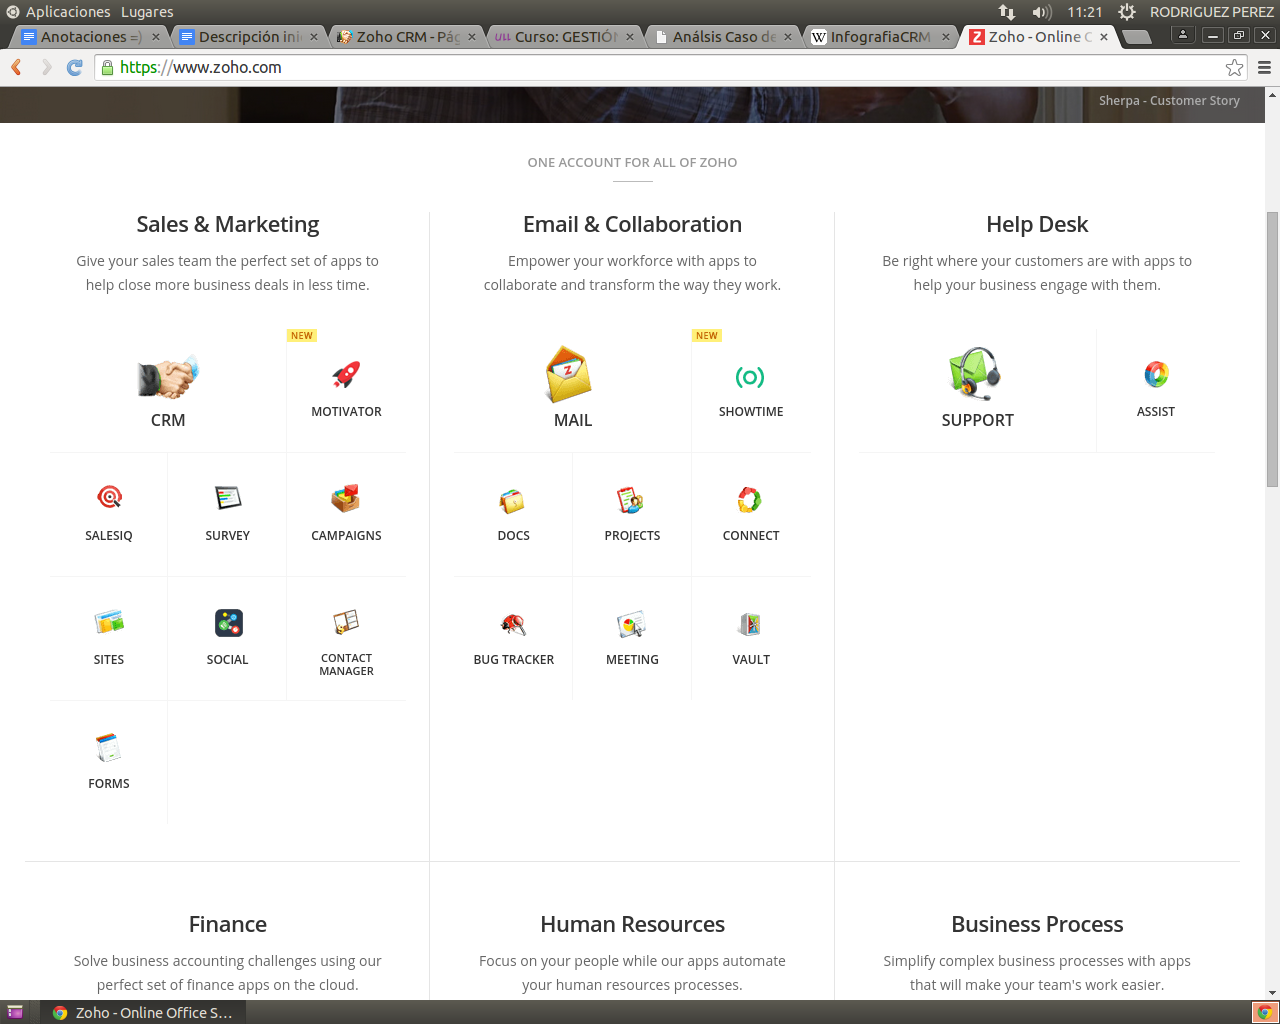 Aplicaciones Lugares 11:21 RODRIGUEZ PEREZ
Anotaciones =) Descripción ini Zoho CRM - Pág ULL Curso: GESTIÓN Análsis Caso de W InfografiaCRM Z Zoho - Online O
https://www.zoho.com
Sherpa - Customer Story
ONE ACCOUNT FOR ALL OF ZOHO
Sales & Marketing
Give your sales team the perfect set of apps to
help close more business deals in less time.
NEW
CRM
MOTIVATOR
SALESIQ
SURVEY
CAMPAIGNS
SITES
SOCIAL
CONTACT
MANAGER
FORMS
Email & Collaboration
Empower your workforce with apps to
collaborate and transform the way they work.
NEW
Z
MAIL
SHOWTIME
DOCS
PROJECTS
CONNECT
BUG TRACKER
MEETING
VAULT
Help Desk
Be right where your customers are with apps to
help your business engage with them.
SUPPORT
ASSIST
Finance
Solve business accounting challenges using our
perfect set of finance apps on the cloud.
Human Resources
Focus on your people while our apps automate
your human resources processes.
Business Process
Simplify complex business processes with apps
that will make your team's work easier.
Zoho - Online Office S...